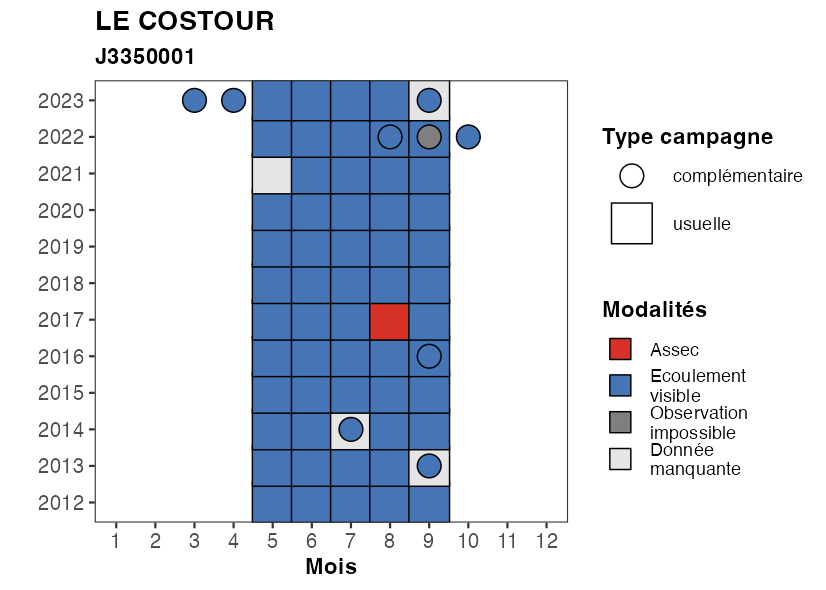 LE COSTOUR
J3350001
2023
2022
2021
2020
2019
2018
2017
2016
2015
2014
2013
2012
1 2 3 4 5 6 7 8 9 10 11 12
Mois
Type campagne
complémentaire
usuelle
Modalités
Assec
Ecoulement
visible
Observation
impossible
Donnée
manquante